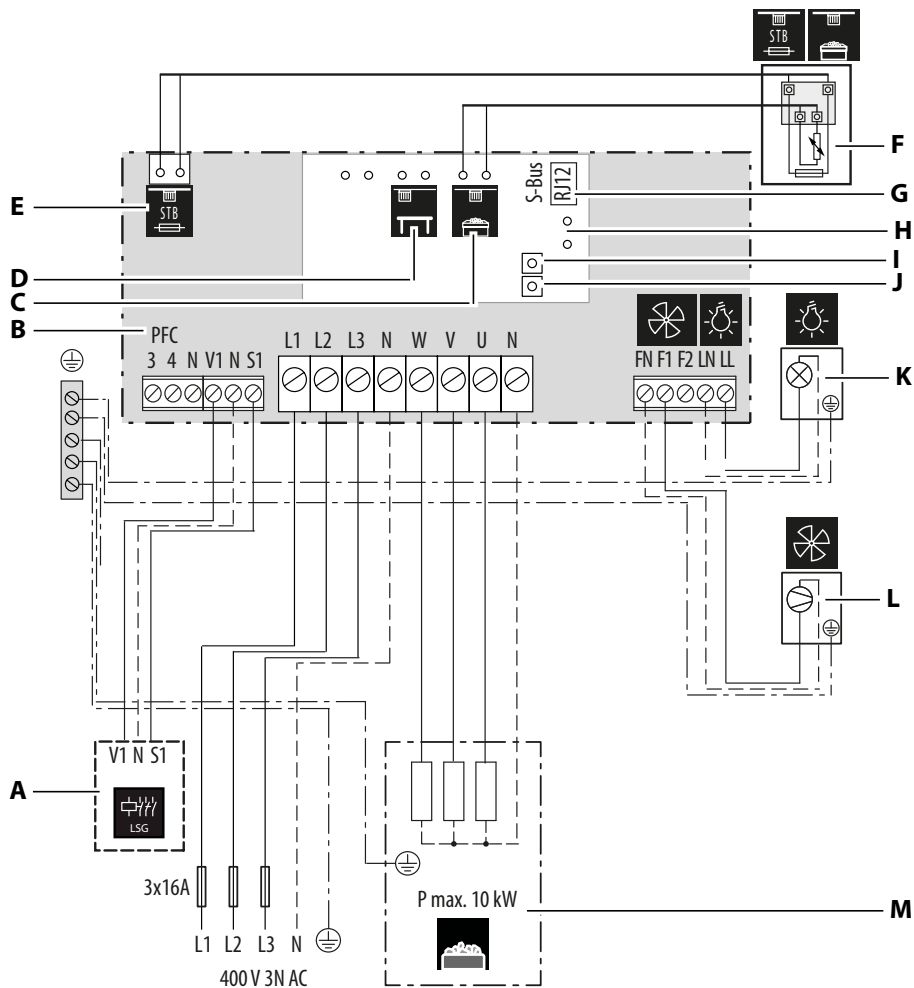 STB
F
E
STB
S-Bus
RJ12
G
H
D
I
C
J
B
PFC
3 4 N V1 N S1
L1 L2 L3 N W V U N
FN F1 F2 LN LL
K
L
V1 N S1
A
LSG
3x16A
P max. 10 kW
M
L1 L2 L3 N
400 V 3N AC